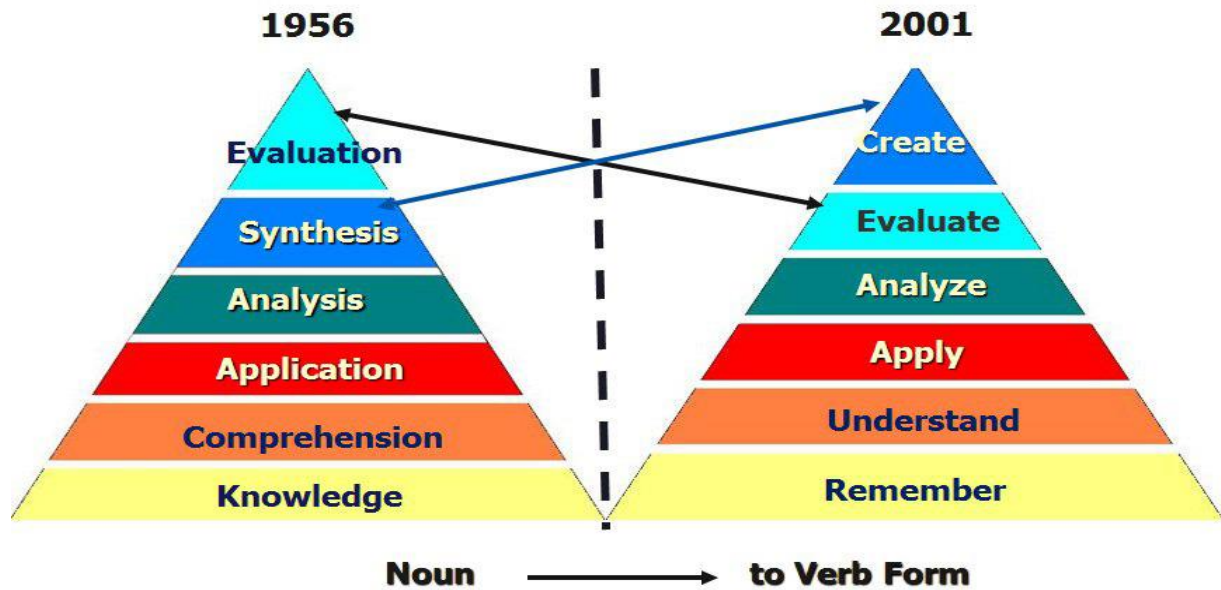 1956
Evaluation
Synthesis
Analysis
Application
Comprehension
Knowledge
2001
Create
Evaluate
Analyze
Apply
Understand
Remember
Noun to Verb Form